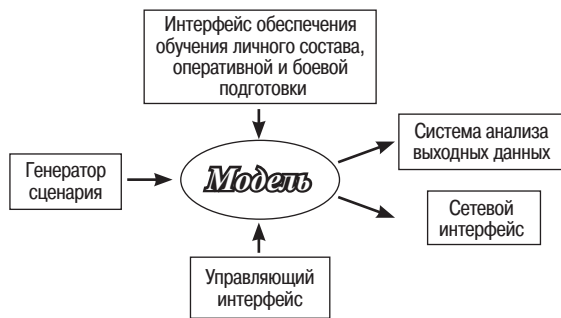 Интерфейс обеспечения
обучения личного состава,
оперативной и боевой
подготовки
Генератор
сценария
Модель
Система анализа
выходных данных
Сетевой
интерфейс
Управляющий
интерфейс